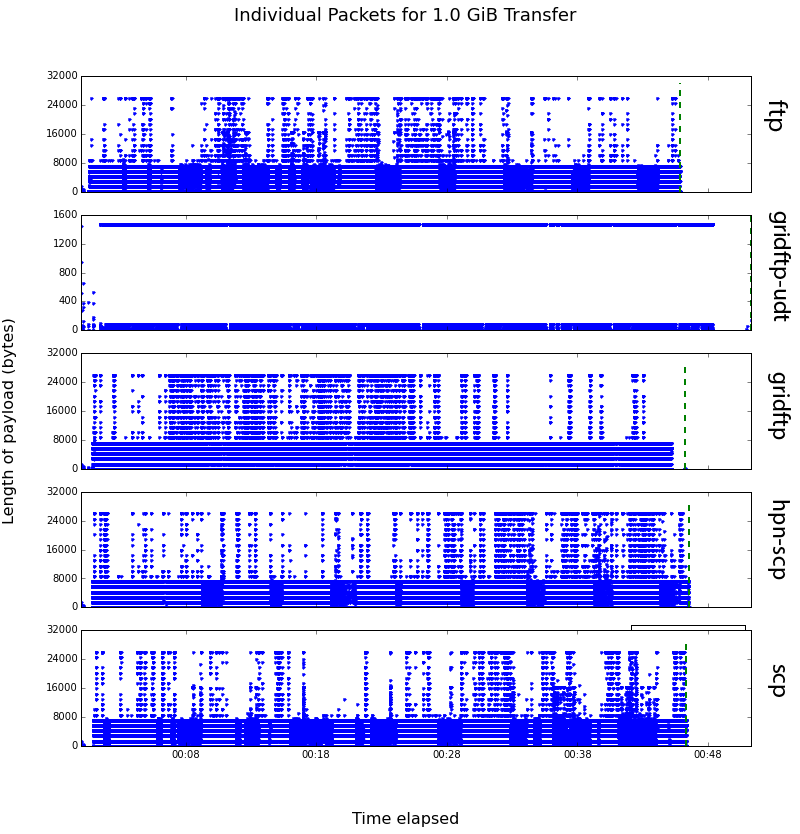 Individual Packets for 1.0 GiB Transfer
Length of payload (bytes)
32000
24000
16000
8000
0
ftp
1600
1200
800
400
0
gridftp-udt
32000
24000
16000
8000
0
gridftp
32000
24000
16000
8000
0
hpn-scp
32000
24000
16000
8000
0
scp
00:08 00:18 00:28 00:38 00:48
Time elapsed